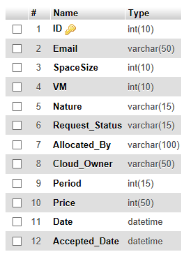 # Name Type
1 ID int(10)
2 Email varchar(50)
3 SpaceSize int(10)
4 VM int(10)
5 Nature varchar(15)
6 Request_Status varchar(15)
7 Allocated_By varchar(100)
8 Cloud_Owner varchar(50)
9 Period int(15)
10 Price int(50)
11 Date datetime
12 Accepted_Date datetime